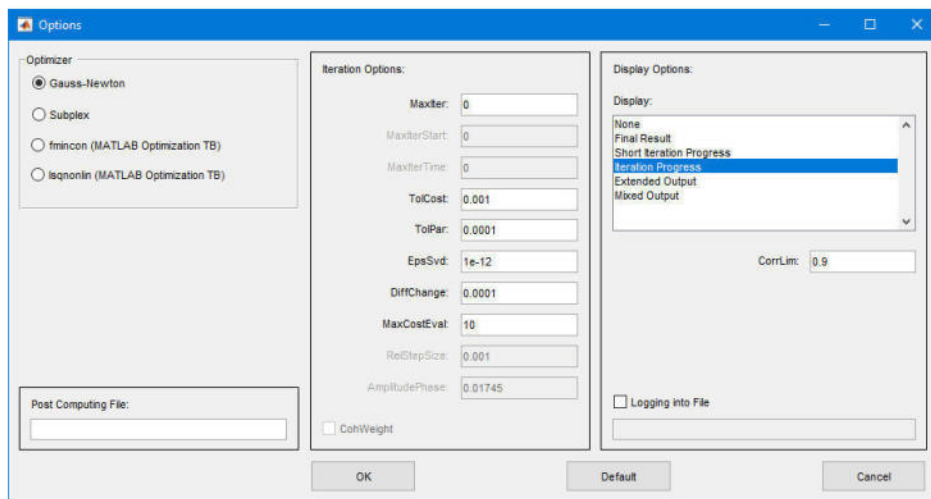 Options
Optimizer
Gauss-Newton
Subplex
fmincon (MATLAB Optimization TB)
lsqnonlin (MATLAB Optimization TB)
Post Computing File:
Iteration Options:
MaxIter: 0
MaxIterStart: 0
MaxIterTime: 0
TolCost: 0.001
TolPar: 0.0001
EpsSvd: 1e-12
DiffChange: 0.0001
MaxCostEval: 10
RelStepSize: 0.001
AmplitudePhase: 0.01745
CohWeight
Display Options:
Display:
None
Final Result
Short Iteration Progress
Iteration Progress
Extended Output
Mixed Output
CorrLim: 0.9
Logging into File
OK
Default
Cancel